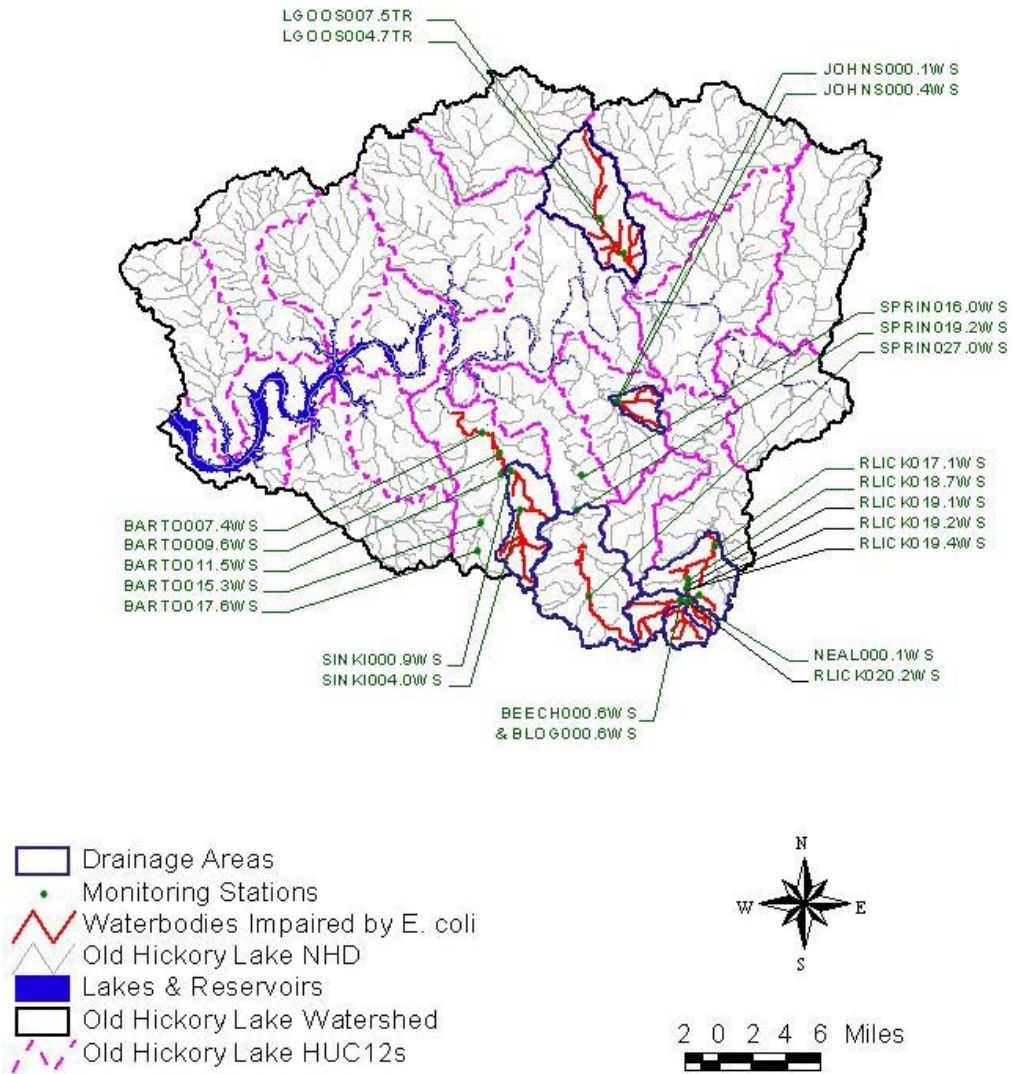 LGOOS007.5TR
LGOOS004.7TR
JOHNS000.1WS
JOHNS000.4WS
SPRIN016.0WS
SPRIN019.2WS
SPRIN027.0WS
RLICK017.1WS
RLICK018.7WS
RLICK019.1WS
RLICK019.2WS
RLICK019.4WS
BARTO007.4WS
BARTO009.6WS
BARTO011.5WS
BARTO015.3WS
BARTO017.6WS
SINKI000.9WS
SINKI004.0WS
NEAL000.1WS
RLICK020.2WS
BEECH000.6WS
& BLOG000.6WS
Drainage Areas
Monitoring Stations
Waterbodies Impaired by E. coli
Old Hickory Lake NHD
Lakes & Reservoirs
Old Hickory Lake Watershed
Old Hickory Lake HUC12s
N
W E
S
2 0 2 4 6 Miles